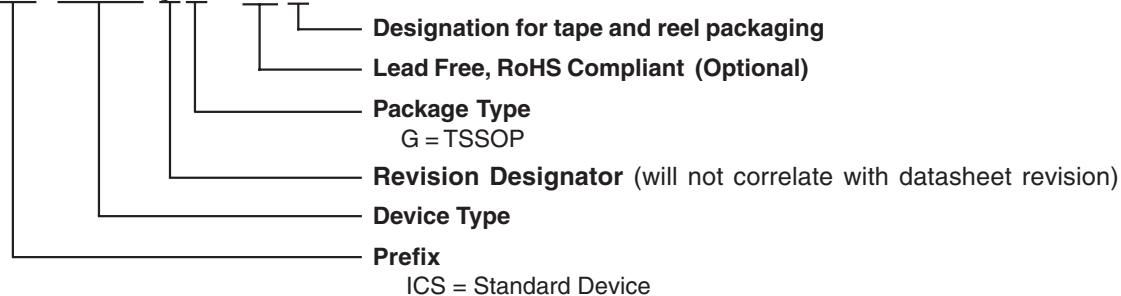 Designation for tape and reel packaging
Lead Free, RoHS Compliant (Optional)
Package Type
G = TSSOP
Revision Designator (will not correlate with datasheet revision)
Device Type
Prefix
ICS = Standard Device